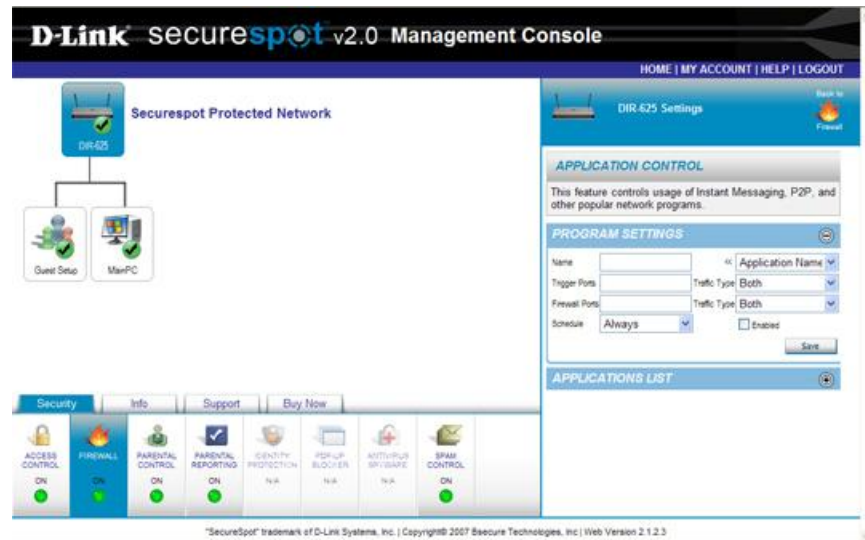 D-Link securespot v2.0 Management Console
HOME | MY ACCOUNT | HELP | LOGOUT
Securespot Protected Network
DIR-625
Guest Setup
MainPC
DIR-625 Settings
Back to
Firewall
APPLICATION CONTROL
This feature controls usage of Instant Messaging, P2P, and
other popular network programs.
PROGRAM SETTINGS
Name << Application Name
Trigger Ports Traffic Type Both
Firewall Ports Traffic Type Both
Schedule Always Enabled
Save
APPLICATIONS LIST
Security Info Support Buy Now
ACCESS CONTROL ON
FIREWALL ON
PARENTAL CONTROL ON
PARENTAL REPORTING ON
IDENTITY PROTECTION N/A
POP-UP BLOCKER N/A
ANTIVIRUS SPYWARE N/A
SPAM CONTROL ON
"SecureSpot" trademark of D-Link Systems, Inc. | Copyright© 2007 Bsecure Technologies, Inc | Web Version 2.1.2.3